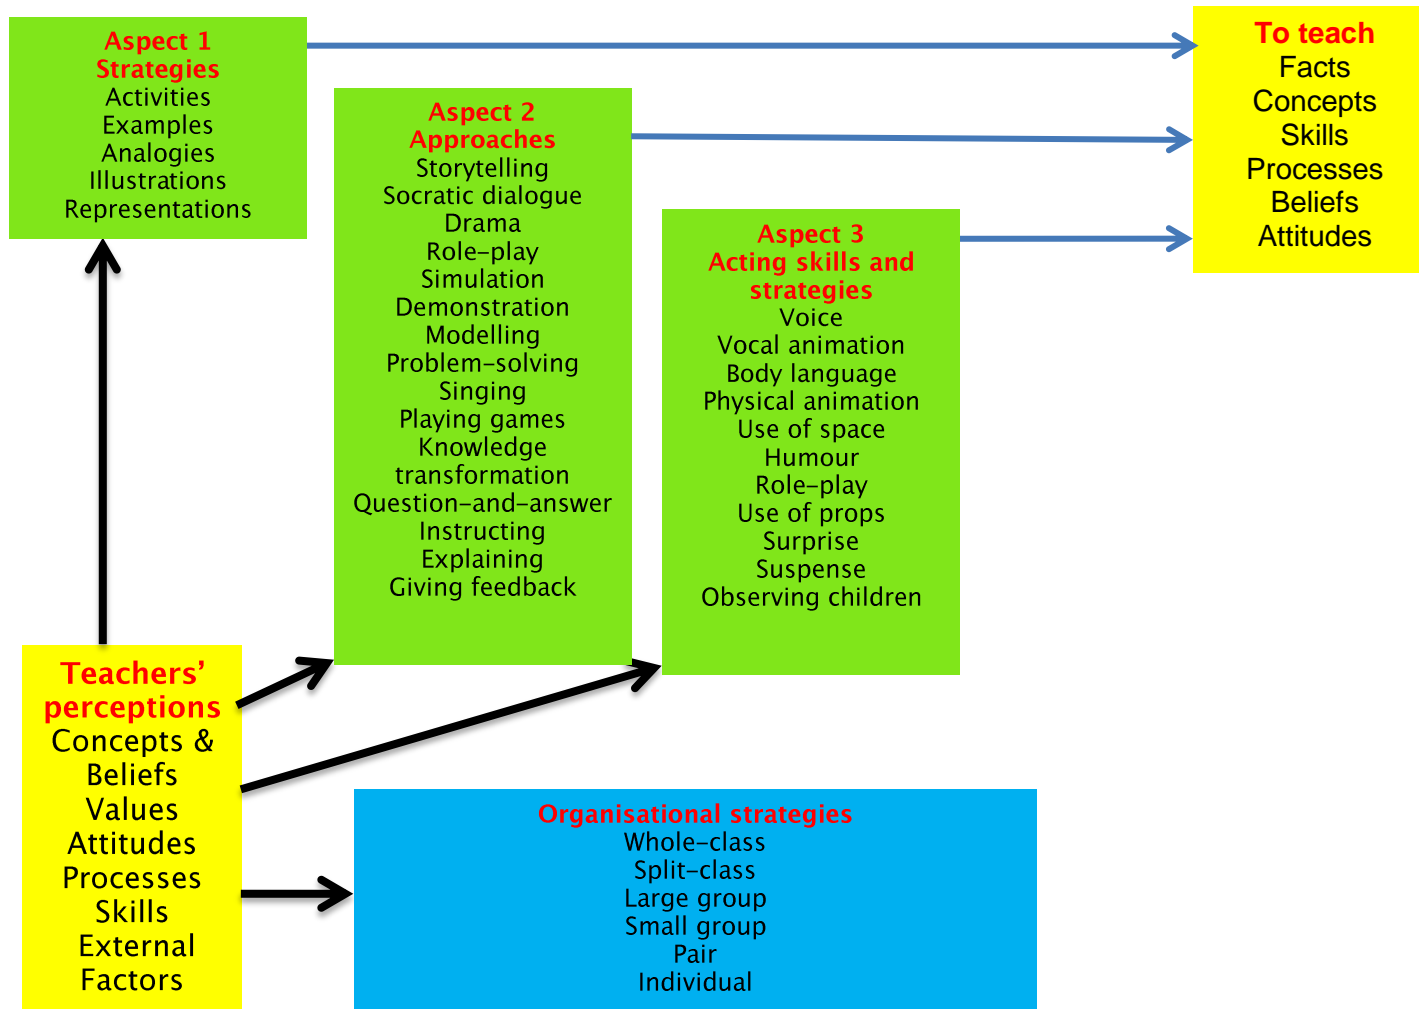 Aspect 1
Strategies
Activities
Examples
Analogies
Illustrations
Representations
Aspect 2
Approaches
Storytelling
Socratic dialogue
Drama
Role-play
Simulation
Demonstration
Modelling
Problem-solving
Singing
Playing games
Knowledge
transformation
Question-and-answer
Instructing
Explaining
Giving feedback
Aspect 3
Acting skills and
strategies
Voice
Vocal animation
Body language
Physical animation
Use of space
Humour
Role-play
Use of props
Surprise
Suspense
Observing children
To teach
Facts
Concepts
Skills
Processes
Beliefs
Attitudes
Teachers’
perceptions
Concepts &
Beliefs
Values
Attitudes
Processes
Skills
External
Factors
Organisational strategies
Whole-class
Split-class
Large group
Small group
Pair
Individual